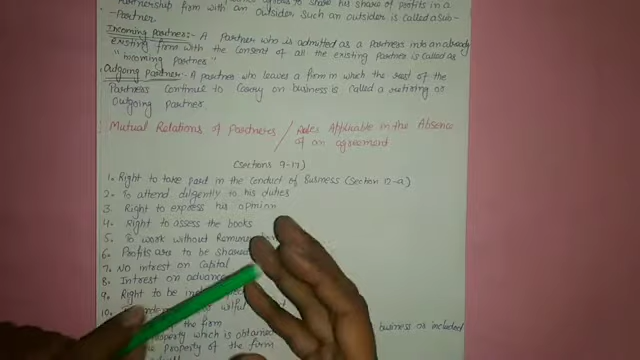 Partnership firm with an outsider such an outsider is called a sub-
- Partner.
Incoming partner:- A Partner who is admitted as a Partner into an already
existing firm with the consent of all the existing Partner is called as
"Incoming Partner"
Outgoing Partner - A partner who leaves a firm in which the rest of the
Partners continue to carry on business is called a retiring or
Outgoing Partner
Mutual Relations of Partners / Rules Applicable in the Absence
of an agreement
(Sections 9-17)
1. Right to take part in the Conduct of Business (Section 12-a)
2. To attend diligently to his duties
3. Right to express his opinion
4. Right to assess the books
5. To work without
6. Profits are to be shared
7. No intrest on Capital
8. Intrest on advance
9. Right to be
10. wilful
of the firm
which is obtained business or included
property of the firm